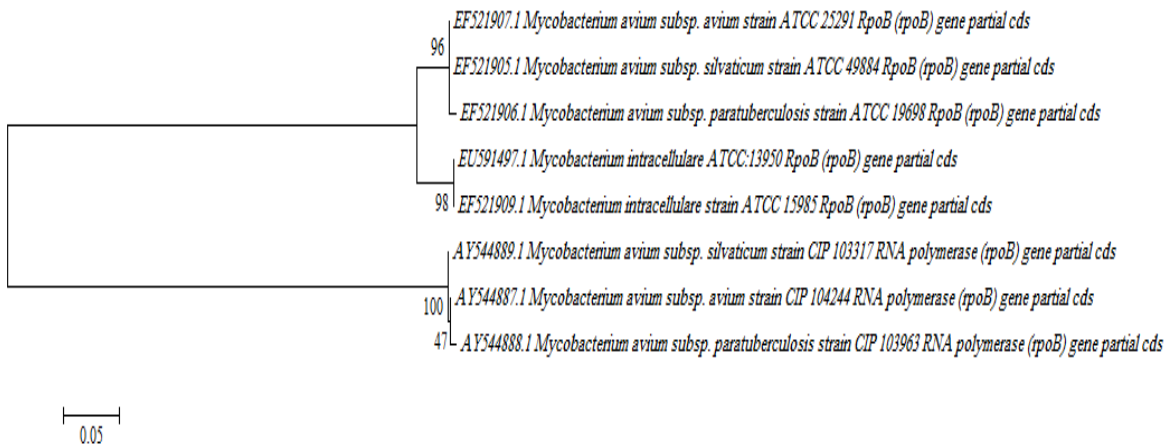 EF521907.1 Mycobacterium avium subsp. avium strain ATCC 25291 RpoB (rpoB) gene partial cds
96
EF521905.1 Mycobacterium avium subsp. silvaticum strain ATCC 49884 RpoB (rpoB) gene partial cds
EF521906.1 Mycobacterium avium subsp. paratuberculosis strain ATCC 19698 RpoB (rpoB) gene partial cds
EU591497.1 Mycobacterium intracellulare ATCC:13950 RpoB (rpoB) gene partial cds
98 EF521909.1 Mycobacterium intracellulare strain ATCC 15985 RpoB (rpoB) gene partial cds
AY544889.1 Mycobacterium avium subsp. silvaticum strain CIP 103317 RNA polymerase (rpoB) gene partial cds
100 AY544887.1 Mycobacterium avium subsp. avium strain CIP 104244 RNA polymerase (rpoB) gene partial cds
47 AY544888.1 Mycobacterium avium subsp. paratuberculosis strain CIP 103963 RNA polymerase (rpoB) gene partial cds
0.05